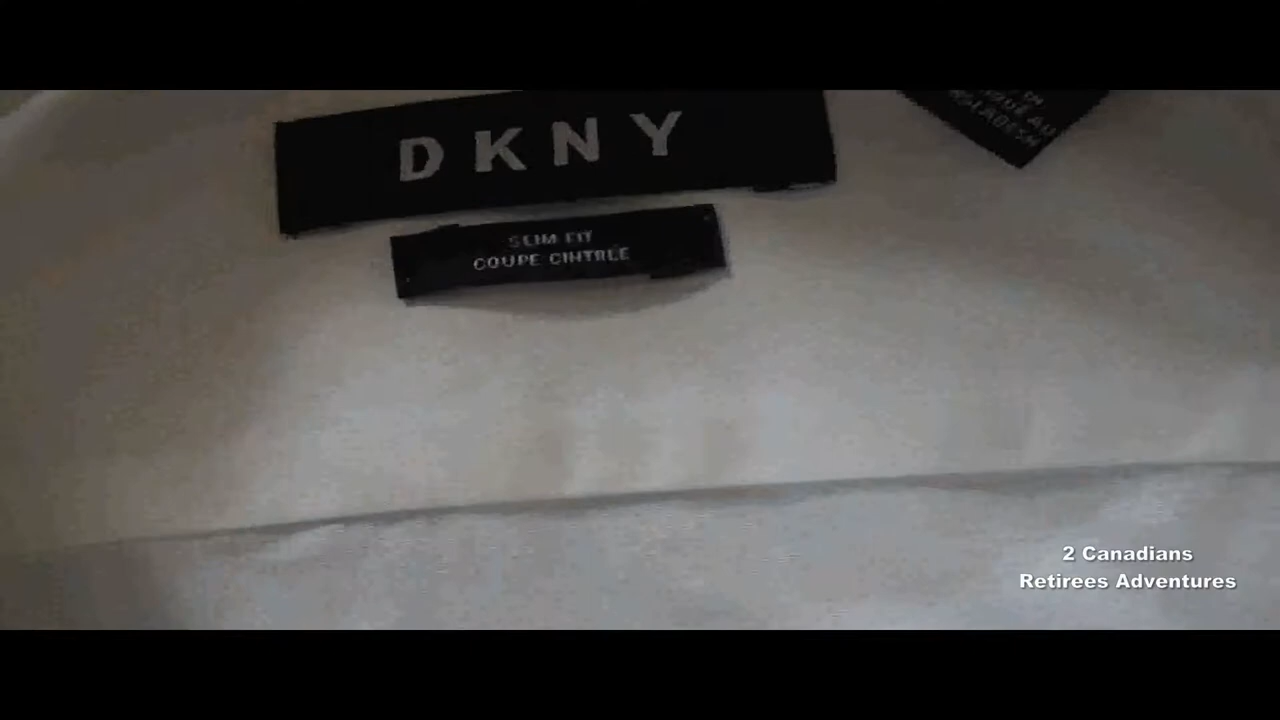 DKNY
SLIM FIT
COUPE CINTRÉE
2 Canadians
Retirees Adventures